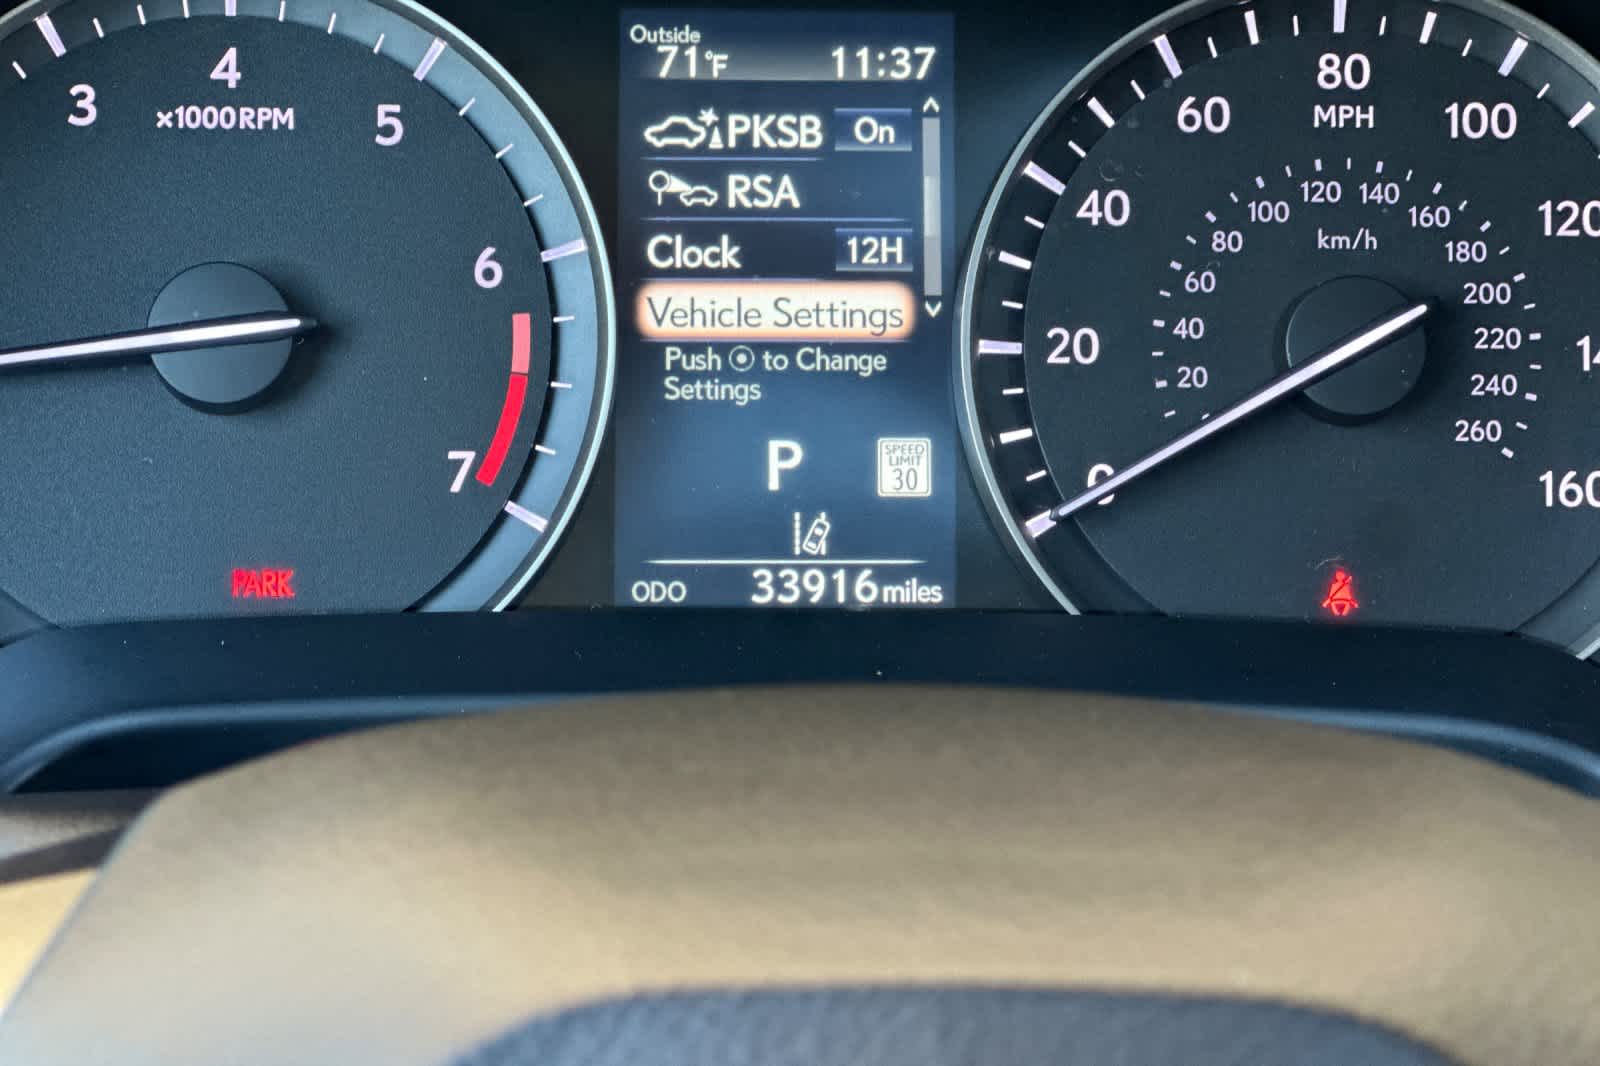 3
4
5
6
7
x1000RPM
PARK
Outside
71°F 11:37
PKSB On
RSA
Clock 12H
Vehicle Settings
Push to Change
Settings
P
SPEED
LIMIT
30
ODO 33916 miles
0
20
40
60
80
100
120
160
MPH
20
40
60
80
100
120
140
160
180
200
220
240
260
km/h